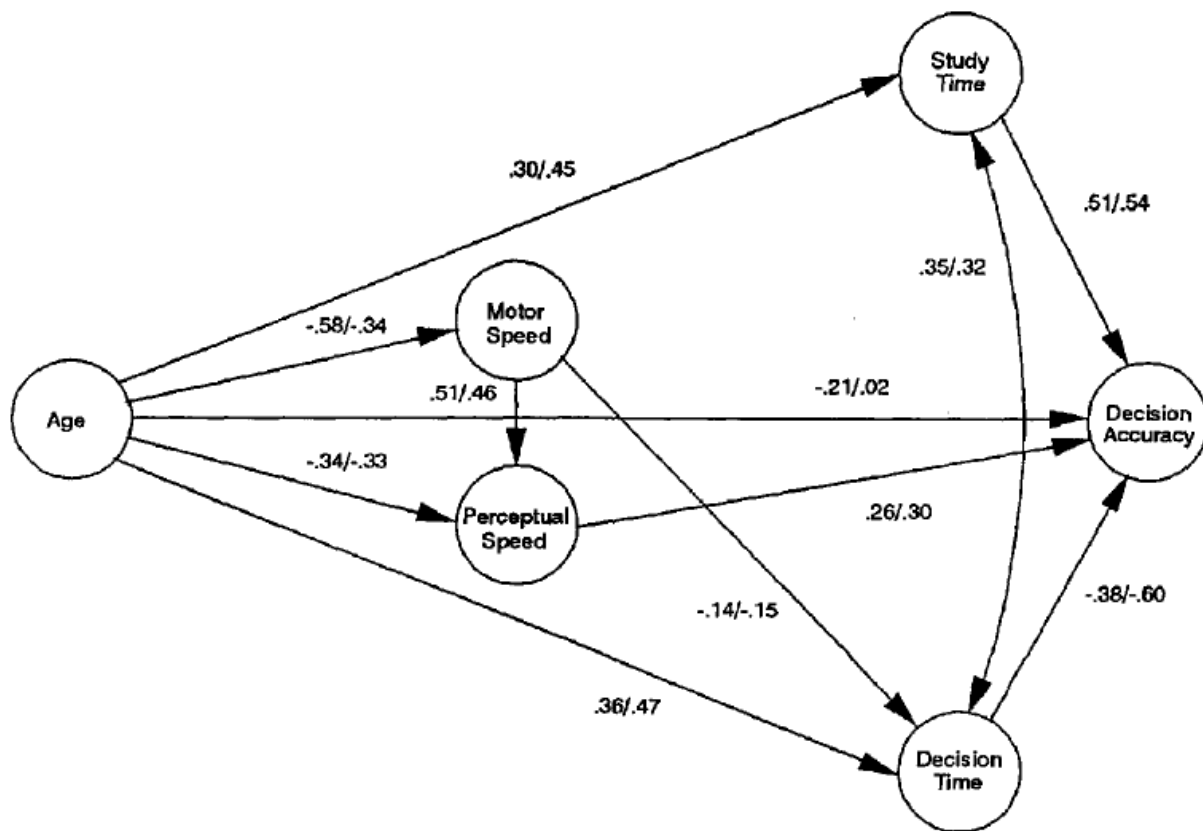 Study
Time
.30/.45
.51/.54
.35/.32
Motor
Speed
-.58/-.34
.51/.46
-.21/.02
Age
Decision
Accuracy
-.34/-.33
Perceptual
Speed
.26/.30
-.14/-.15
-.38/-.60
.36/.47
Decision
Time